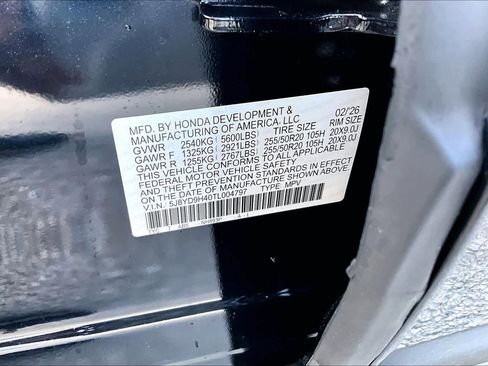 MFD. BY HONDA DEVELOPMENT & 02/26
MANUFACTURING OF AMERICA, LLC
GVWR 2540KG (5600LBS) TIRE SIZE RIM SIZE
GAWR F 1325KG (2921LBS) 255/50R20 105H 20X9.0J
GAWR R 1255KG (2767LBS) 255/50R20 105H 20X9.0J
THIS VEHICLE CONFORMS TO ALL APPLICABLE
FEDERAL MOTOR VEHICLE SAFETY
AND THEFT PREVENTION STANDARDS IN EFFECT
ON THE DATE OF MANUFACTURE SHOWN ABOVE.
V.I.N. 5J8YD9H40TL004797 TYPE: MPV